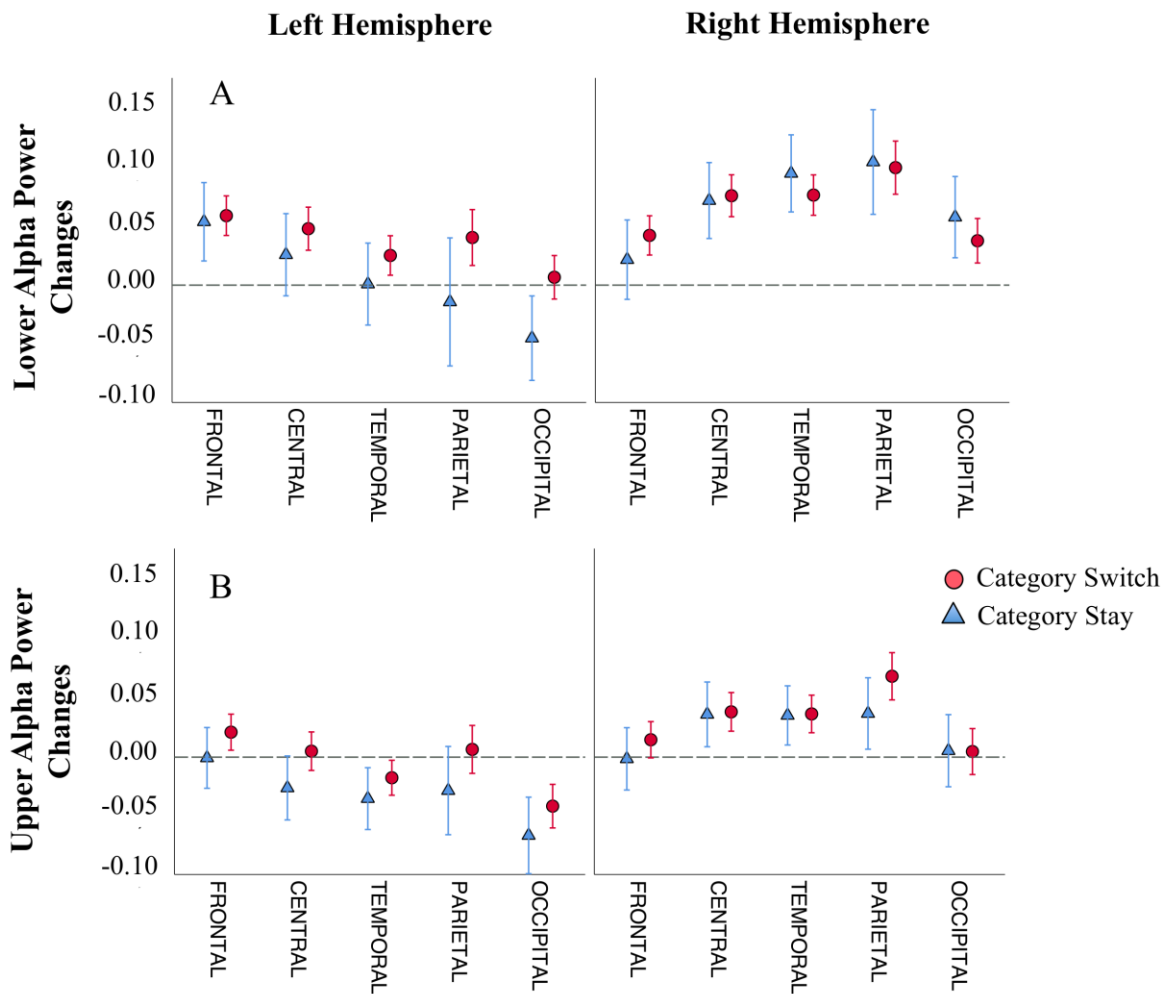 Left Hemisphere
Right Hemisphere
Lower Alpha Power
Changes
A
0.15
0.10
0.05
0.00
-0.05
-0.10
FRONTAL
CENTRAL
TEMPORAL
PARIETAL
OCCIPITAL
FRONTAL
CENTRAL
TEMPORAL
PARIETAL
OCCIPITAL
Upper Alpha Power
Changes
B
0.15
0.10
0.05
0.00
-0.05
-0.10
Category Switch
Category Stay
FRONTAL
CENTRAL
TEMPORAL
PARIETAL
OCCIPITAL
FRONTAL
CENTRAL
TEMPORAL
PARIETAL
OCCIPITAL